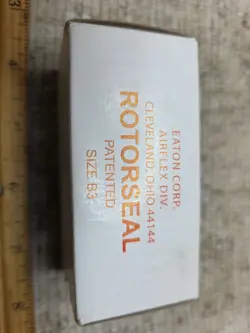 EATON CORP.
AIRFLEX DIV.
CLEVELAND, OHIO 44144
ROTORSEAL
PATENTED
SIZE B3